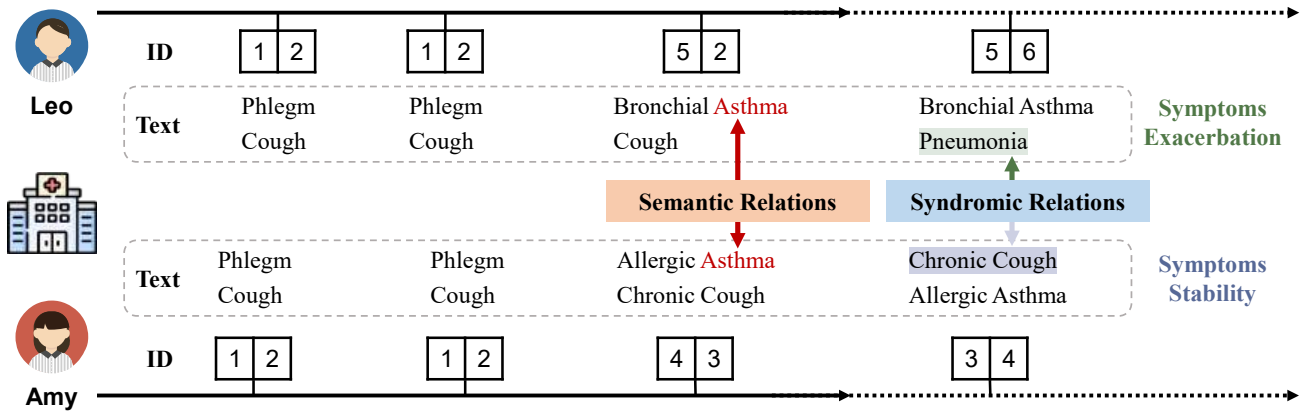 ID
1 2
1 2
5 2
5 6
Leo
Text
Phlegm
Cough
Phlegm
Cough
Bronchial Asthma
Cough
Bronchial Asthma
Pneumonia
Symptoms
Exacerbation
Semantic Relations
Syndromic Relations
Text
Phlegm
Cough
Phlegm
Cough
Allergic Asthma
Chronic Cough
Chronic Cough
Allergic Asthma
Symptoms
Stability
ID
1 2
1 2
4 3
3 4
Amy